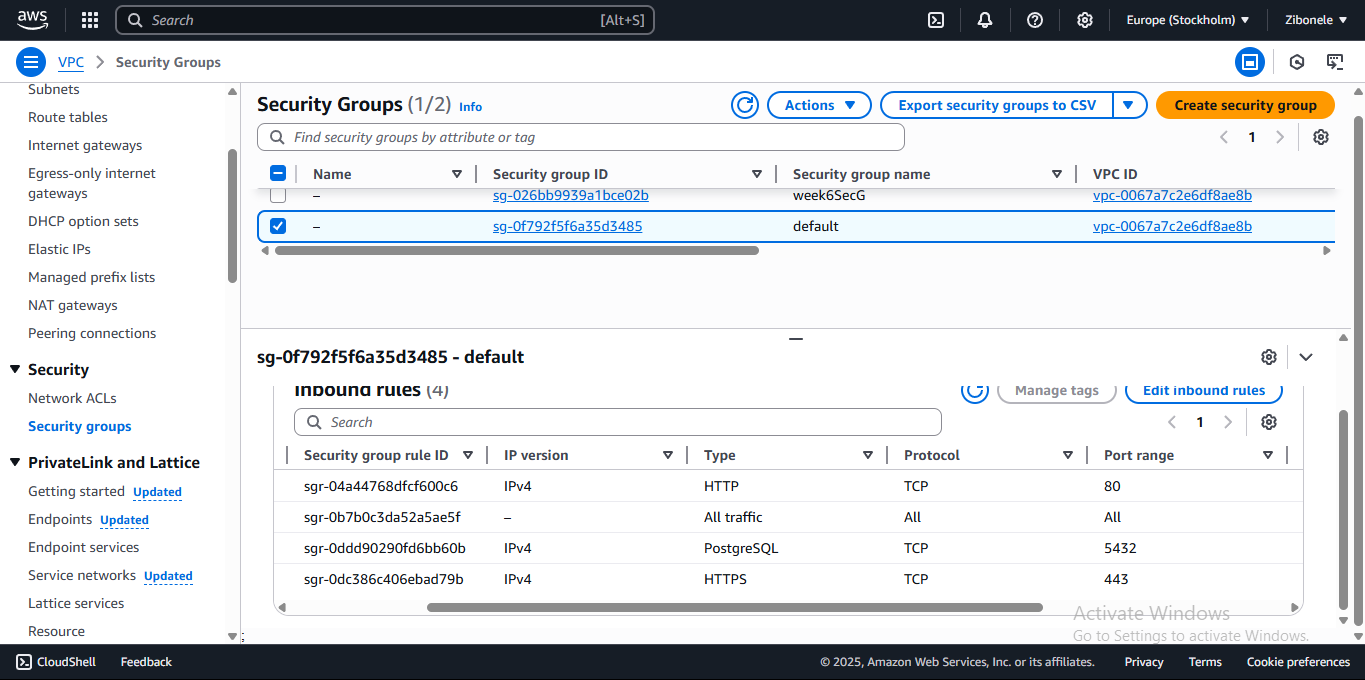 aws Search [Alt+S] Europe (Stockholm) Zibonele
VPC Security Groups
Subnets
Route tables
Internet gateways
Egress-only internet
gateways
DHCP option sets
Elastic IPs
Managed prefix lists
NAT gateways
Peering connections
Security
Network ACLs
Security groups
PrivateLink and Lattice
Getting started Updated
Endpoints Updated
Endpoint services
Service networks Updated
Lattice services
Resource
Security Groups (1/2) Info
Actions Export security groups to CSV Create security group
Find security groups by attribute or tag 1
Name Security group ID Security group name VPC ID
– sg-026bb9939a1bce02b week6SecG vpc-0067a7c2e6df8ae8b
– sg-0f792f5f6a35d3485 default vpc-0067a7c2e6df8ae8b
sg-0f792f5f6a35d3485 - default
Inbound rules (4) Manage tags Edit inbound rules
Search 1
Security group rule ID IP version Type Protocol Port range
sgr-04a44768dfcf600c6 IPv4 HTTP TCP 80
sgr-0b7b0c3da52a5ae5f – All traffic All All
sgr-0ddd90290fd6bb60b IPv4 PostgreSQL TCP 5432
sgr-0dc386c406ebad79b IPv4 HTTPS TCP 443
Activate Windows
Go to Settings to activate Windows.
CloudShell Feedback © 2025, Amazon Web Services, Inc. or its affiliates. Privacy Terms Cookie preferences